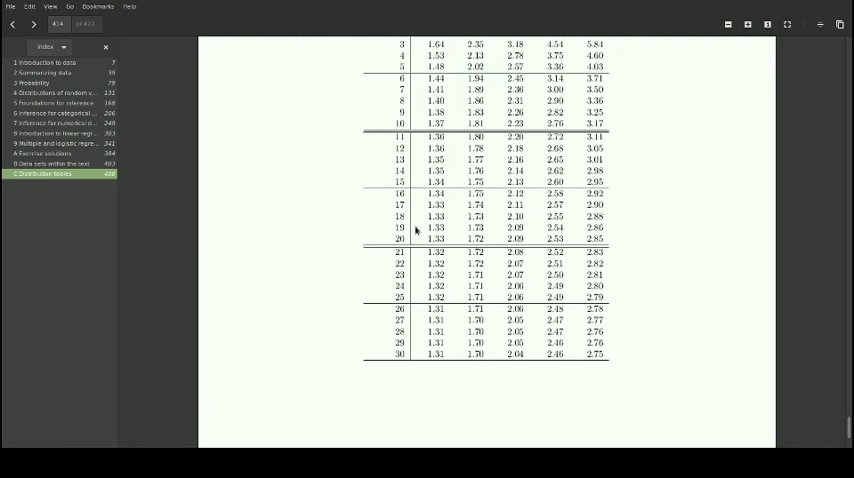 File Edit View Go Bookmarks Help
414 of 422
Index
1 Introduction to data 7
2 Summarizing data 39
3 Probability 79
4 Distributions of random v... 131
5 Foundations for inference 168
6 Inference for categorical ... 206
7 Inference for numerical d... 249
8 Introduction to linear regr... 303
9 Multiple and logistic regre... 341
A Exercise solutions 384
B Data sets within the text 403
C Distribution tables 408
3 1.64 2.35 3.18 4.54 5.84
4 1.53 2.13 2.78 3.75 4.60
5 1.48 2.02 2.57 3.36 4.03
6 1.44 1.94 2.45 3.14 3.71
7 1.41 1.89 2.36 3.00 3.50
8 1.40 1.86 2.31 2.90 3.36
9 1.38 1.83 2.26 2.82 3.25
10 1.37 1.81 2.23 2.76 3.17
11 1.36 1.80 2.20 2.72 3.11
12 1.36 1.78 2.18 2.68 3.05
13 1.35 1.77 2.16 2.65 3.01
14 1.35 1.76 2.14 2.62 2.98
15 1.34 1.75 2.13 2.60 2.95
16 1.34 1.75 2.12 2.58 2.92
17 1.33 1.74 2.11 2.57 2.90
18 1.33 1.73 2.10 2.55 2.88
19 1.33 1.73 2.09 2.54 2.86
20 1.33 1.72 2.09 2.53 2.85
21 1.32 1.72 2.08 2.52 2.83
22 1.32 1.72 2.07 2.51 2.82
23 1.32 1.71 2.07 2.50 2.81
24 1.32 1.71 2.06 2.49 2.80
25 1.32 1.71 2.06 2.49 2.79
26 1.31 1.71 2.06 2.48 2.78
27 1.31 1.70 2.05 2.47 2.77
28 1.31 1.70 2.05 2.47 2.76
29 1.31 1.70 2.05 2.46 2.76
30 1.31 1.70 2.04 2.46 2.75